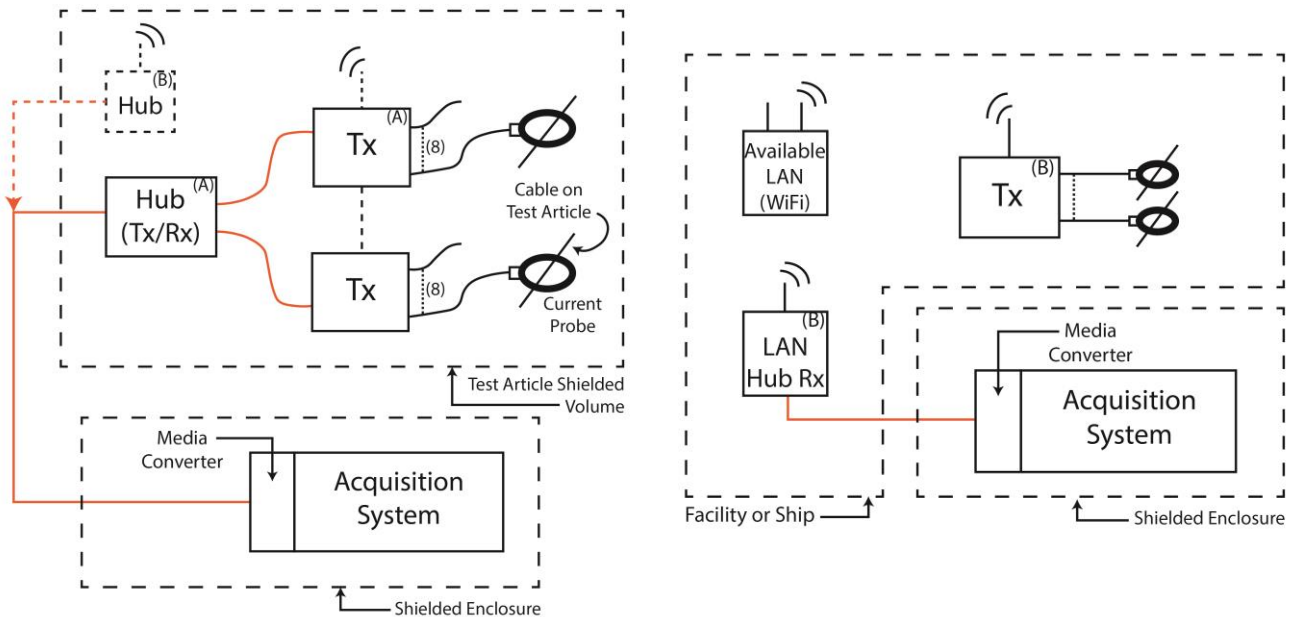 (B)
Hub
(A)
Hub
(Tx/Rx)
(A)
Tx
(8)
Tx
(8)
Cable on
Test Article
Current
Probe
Test Article Shielded
Volume
Media
Converter
Acquisition
System
Shielded Enclosure
Available
LAN
(WiFi)
(B)
Tx
(B)
LAN
Hub Rx
Media
Converter
Acquisition
System
Facility or Ship
Shielded Enclosure